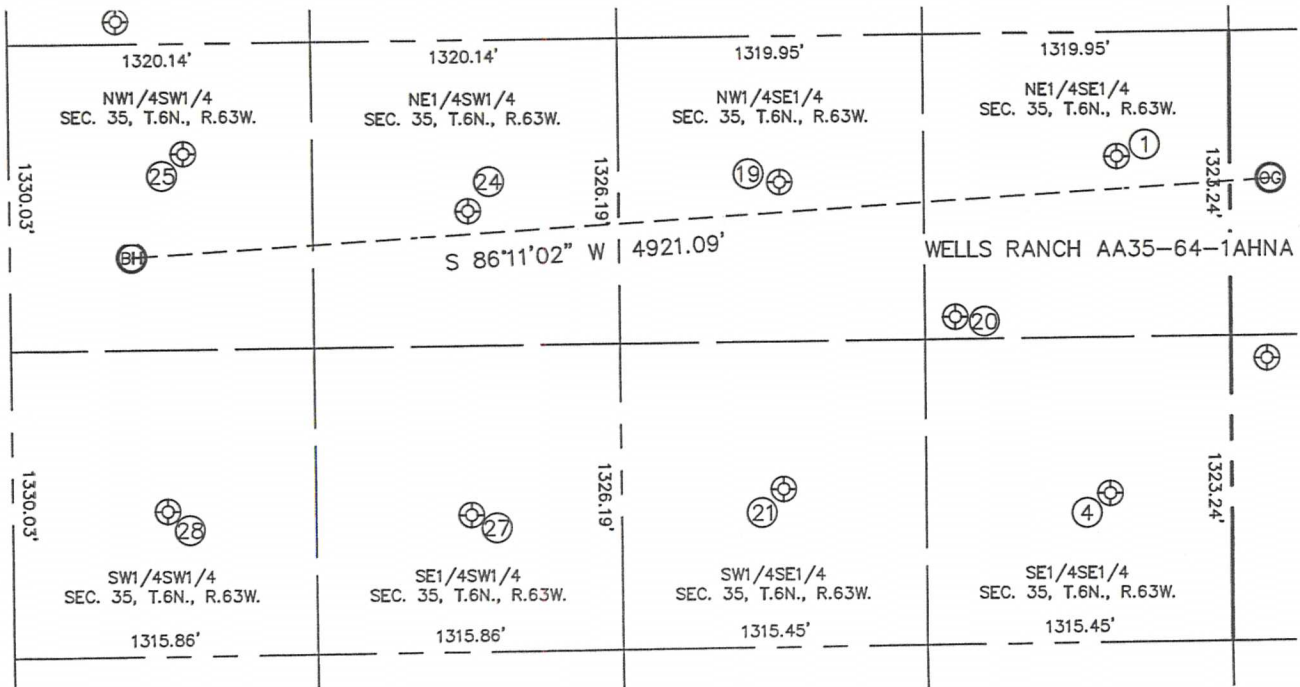 1320.14'
1320.14'
1319.95'
1319.95'
NW1/4SW1/4
SEC. 35, T.6N., R.63W.
NE1/4SW1/4
SEC. 35, T.6N., R.63W.
NW1/4SE1/4
SEC. 35, T.6N., R.63W.
NE1/4SE1/4
SEC. 35, T.6N., R.63W.
1330.03'
25
24
1326.19'
19
1
1323.24'
OG
BH
S 86°11'02" W
4921.09'
WELLS RANCH AA35-64-1AHNA
20
1330.03'
28
27
1326.19'
21
4
1323.24'
SW1/4SW1/4
SEC. 35, T.6N., R.63W.
SE1/4SW1/4
SEC. 35, T.6N., R.63W.
SW1/4SE1/4
SEC. 35, T.6N., R.63W.
SE1/4SE1/4
SEC. 35, T.6N., R.63W.
1315.86'
1315.86'
1315.45'
1315.45'